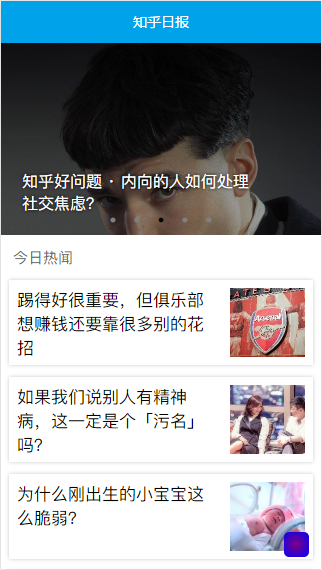 知乎日报
知乎好问题 · 内向的人如何处理
社交焦虑?
今日热闻
踢得好很重要，但俱乐部
想赚钱还要靠很多别的花
招
Arsenal
如果我们说别人有精神
病，这一定是个「污名」
吗?
为什么刚出生的小宝宝这
么脆弱?